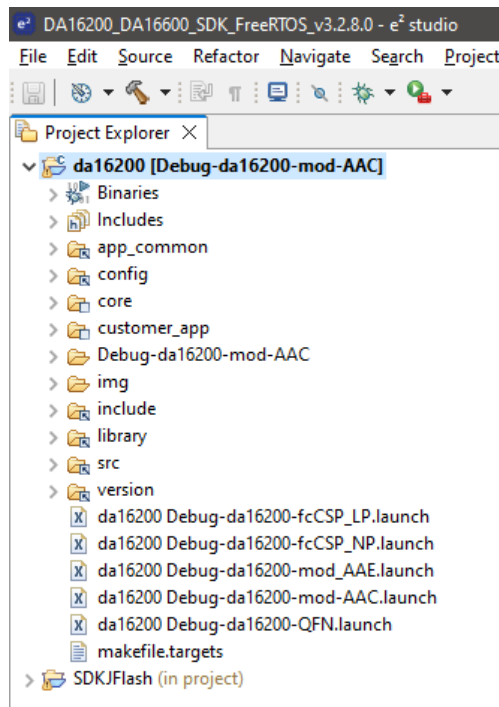 DA16200_DA16600_SDK_FreeRTOS_v3.2.8.0 - e² studio
File Edit Source Refactor Navigate Search Project
Project Explorer
da16200 [Debug-da16200-mod-AAC]
Binaries
Includes
app_common
config
core
customer_app
Debug-da16200-mod-AAC
img
include
library
src
version
da16200 Debug-da16200-fcCSP_LP.launch
da16200 Debug-da16200-fcCSP_NP.launch
da16200 Debug-da16200-mod_AAE.launch
da16200 Debug-da16200-mod-AAC.launch
da16200 Debug-da16200-QFN.launch
makefile.targets
SDKJFlash (in project)